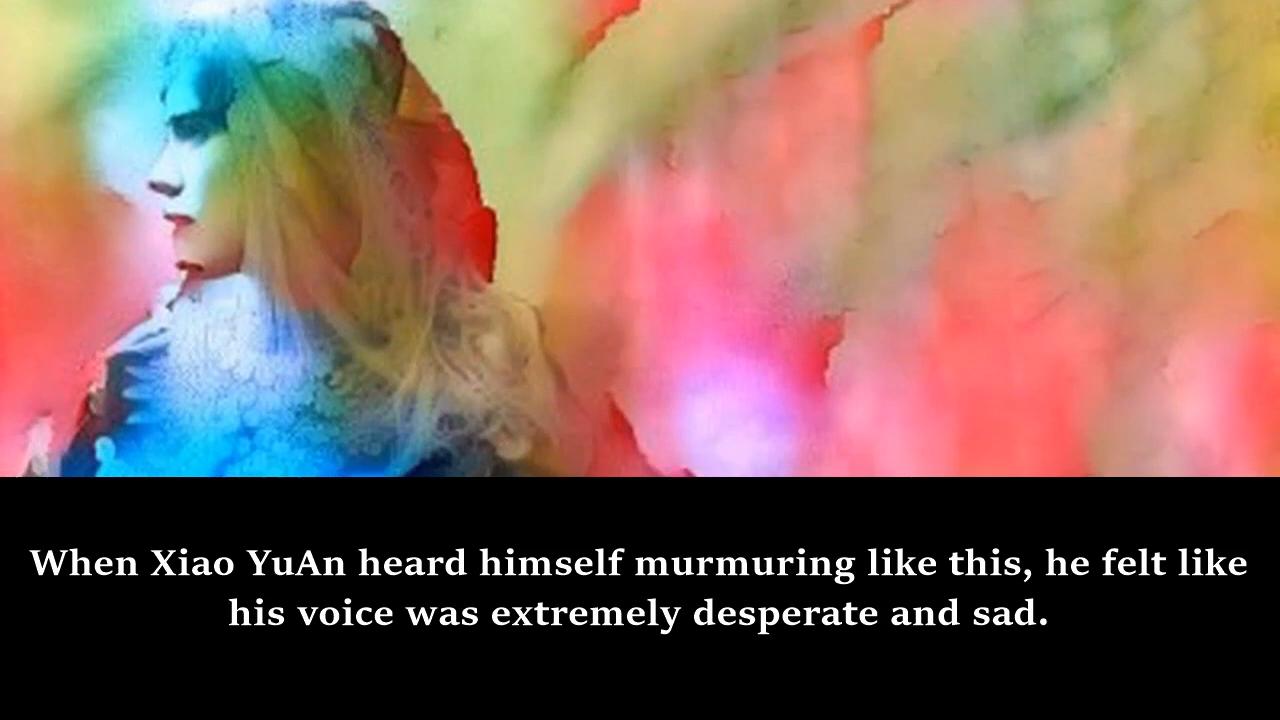 When Xiao YuAn heard himself murmuring like this, he felt like
his voice was extremely desperate and sad.